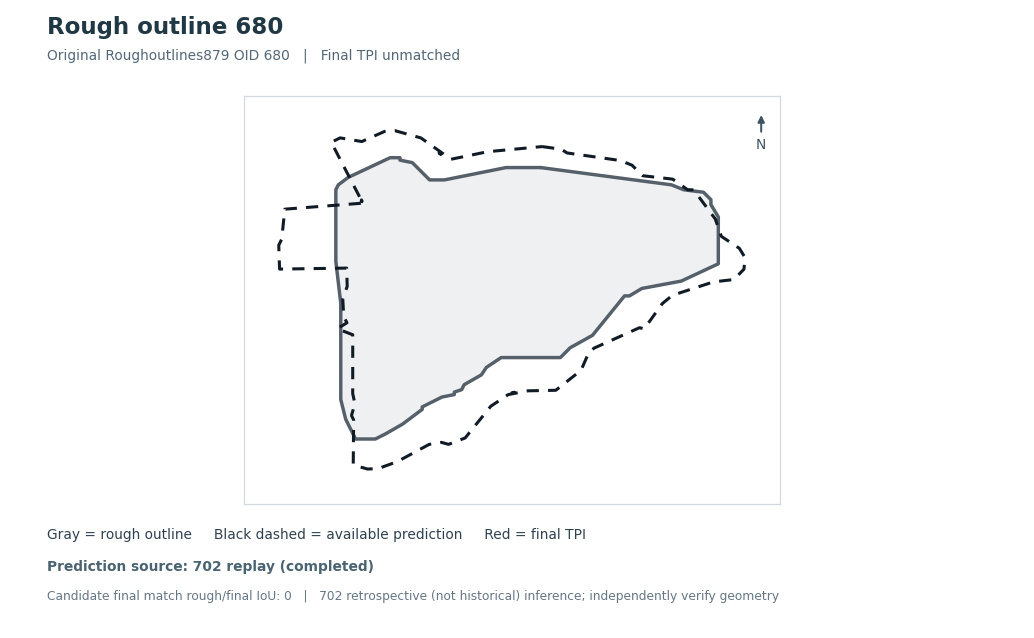 Rough outline 680
Original Roughoutlines879 OID 680   |   Final TPI unmatched
N
Gray = rough outline     Black dashed = available prediction     Red = final TPI
Prediction source: 702 replay (completed)
Candidate final match rough/final IoU: 0   |   702 retrospective (not historical) inference; independently verify geometry